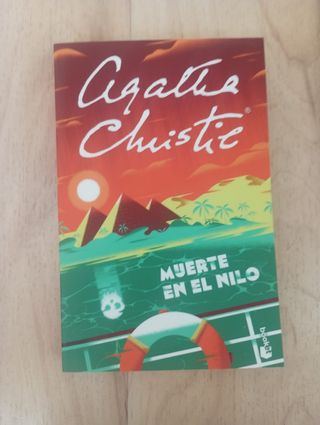 Agatha
Christie®
MUERTE
EN EL NILO
booket